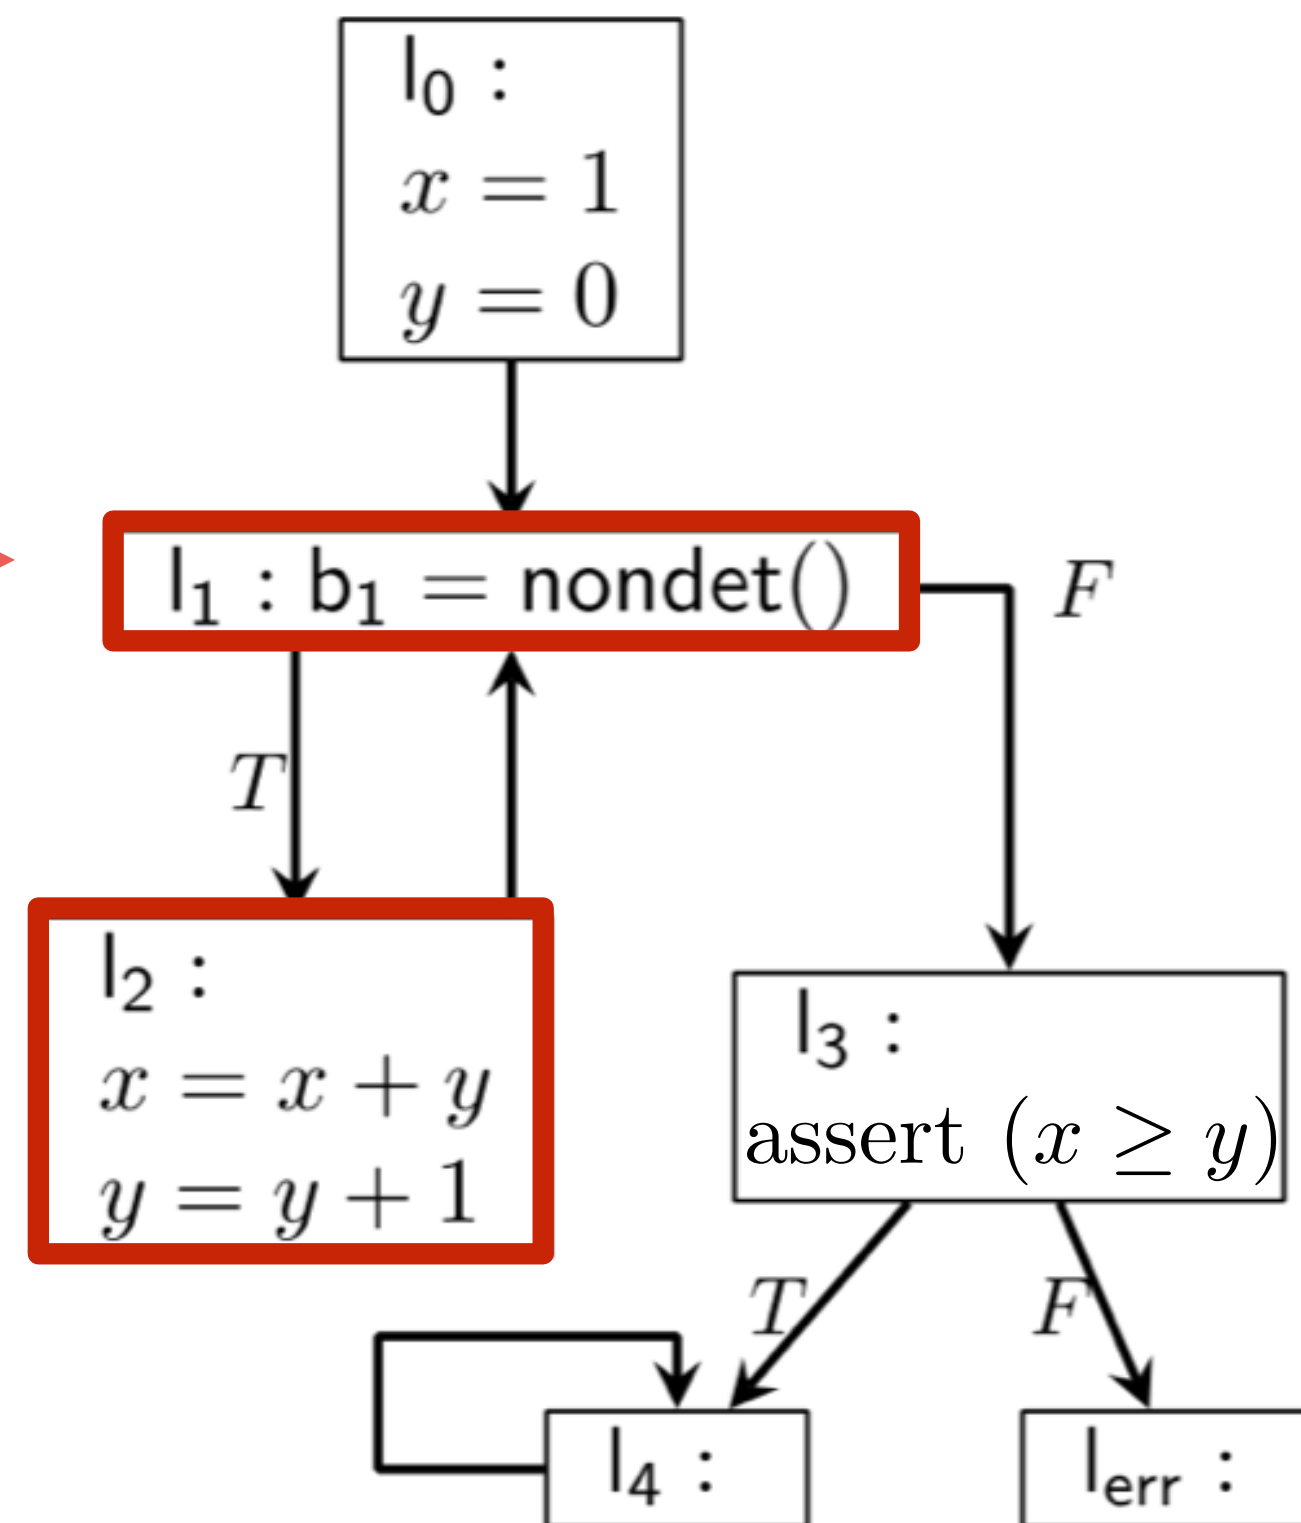 l₀ :
x = 1
y = 0
l₁ : b₁ = nondet()
F
T
l₂ :
x = x + y
y = y + 1
l₃ :
assert (x ≥ y)
T
F
l₄ :
lₑᵣᵣ :